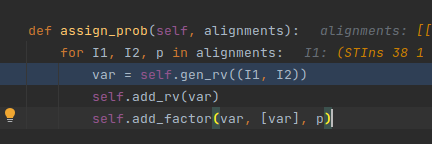 def assign_prob(self, alignments):   alignments: [[
    for I1, I2, p in alignments:   I1: (STIns 38 1
        var = self.gen_rv((I1, I2))
        self.add_rv(var)
        self.add_factor(var, [var], p)